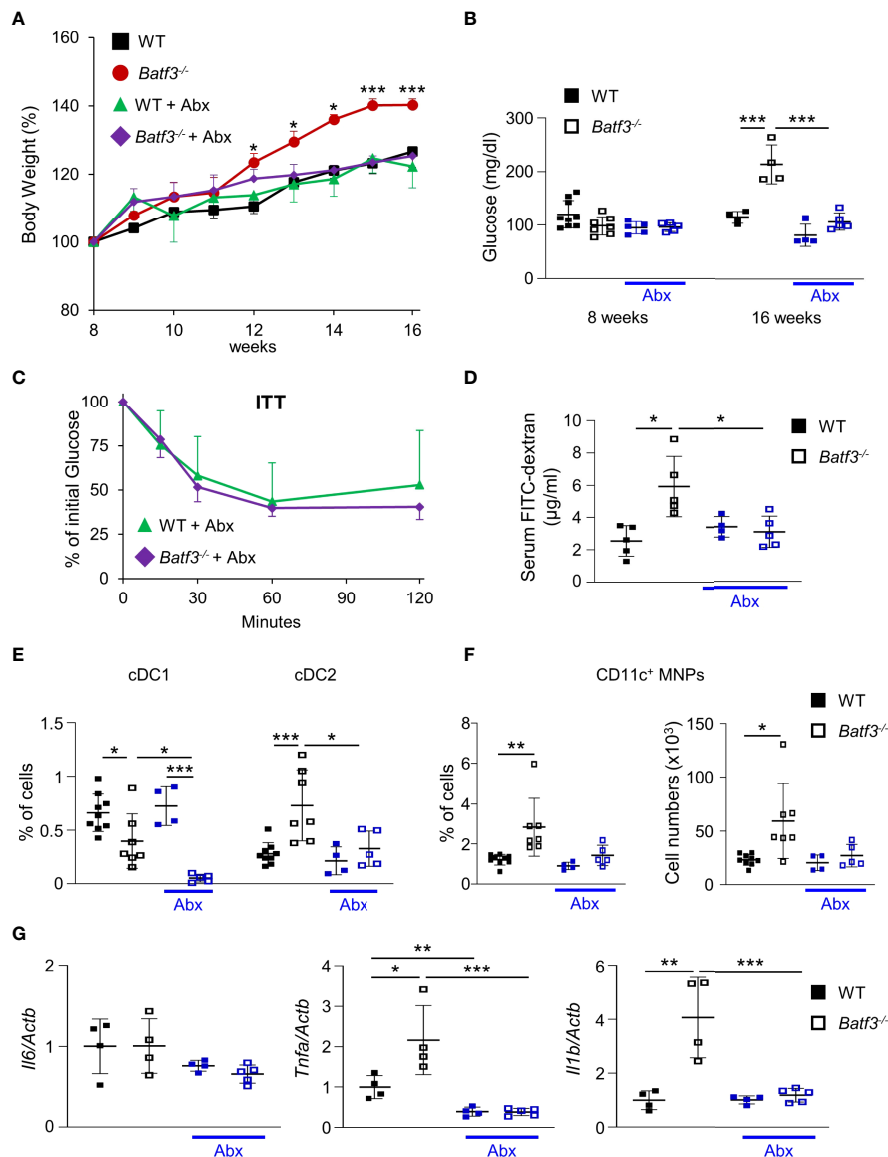 A
160
140
120
100
80
Body Weight (%)
WT
Batf3-/-
WT + Abx
Batf3-/- + Abx
*
*
*
***
***
8
10
12
14
16
weeks
B
WT
Batf3-/-
300
200
100
0
Glucose (mg/dl)
***
***
Abx
Abx
8 weeks
16 weeks
C
ITT
100
75
50
25
0
% of initial Glucose
WT + Abx
Batf3-/- + Abx
0
30
60
90
120
Minutes
D
10
8
6
4
2
0
Serum FITC-dextran
(µg/ml)
*
*
WT
Batf3-/-
Abx
E
cDC1
cDC2
1
0.5
0
% of cells
*
*
***
***
*
Abx
Abx
F
CD11c+ MNPs
8
6
4
2
0
% of cells
**
Abx
150
100
50
0
Cell numbers (x10³)
*
Abx
WT
Batf3-/-
G
2
1
0
Il6/Actb
Abx
4
3
2
1
0
Tnfa/Actb
**
*
***
Abx
6
4
2
0
Il1b/Actb
**
***
Abx
WT
Batf3-/-